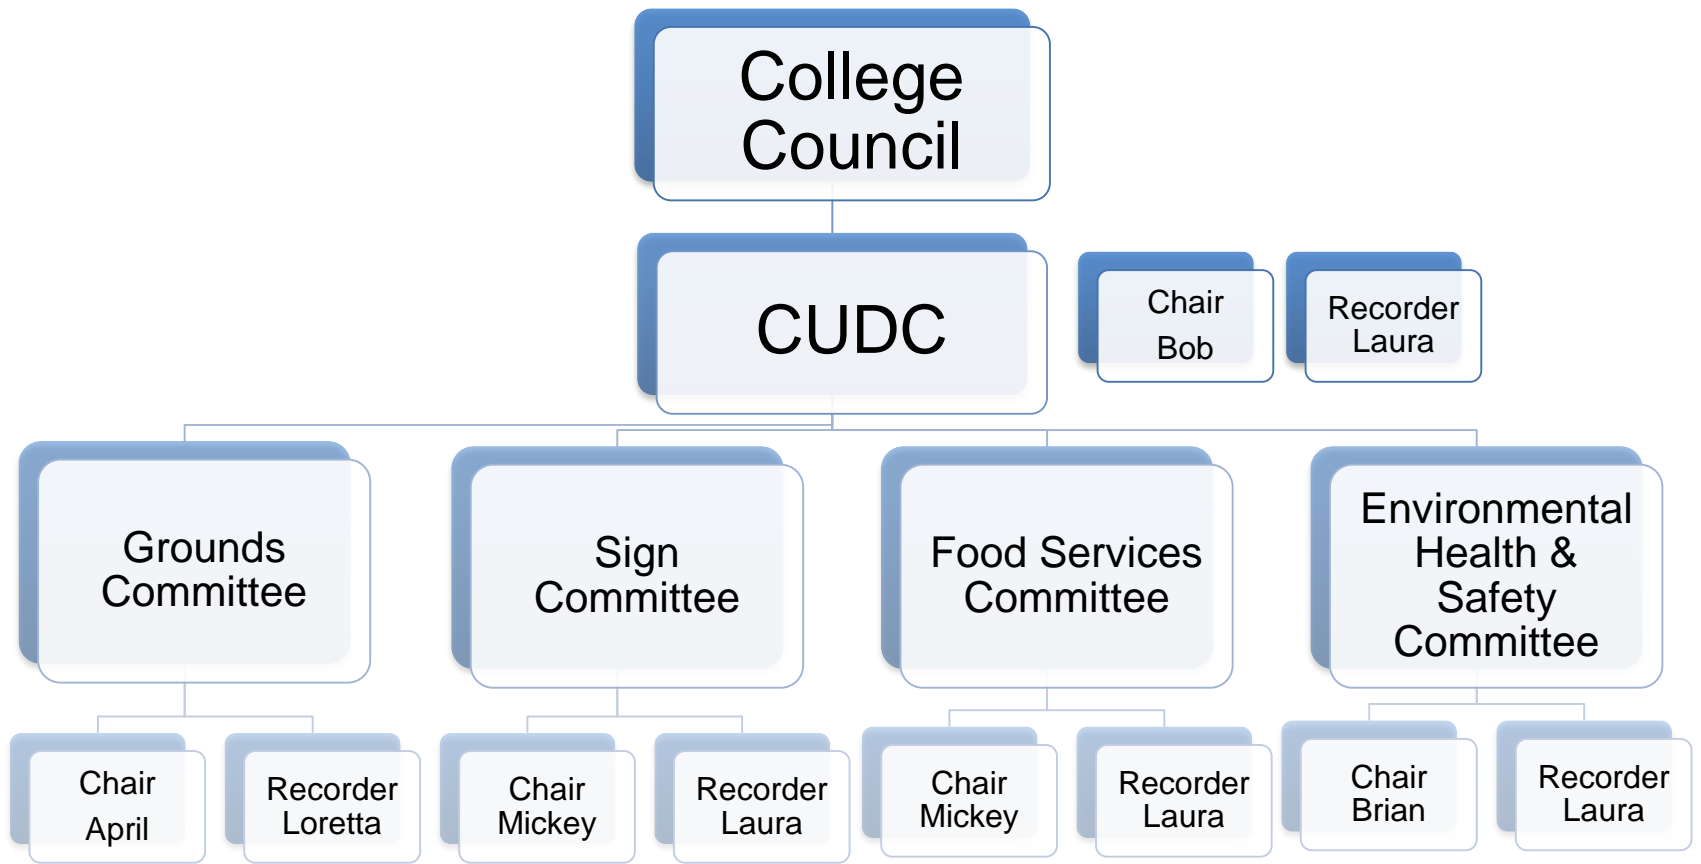 College
Council
CUDC
Chair
Bob
Recorder
Laura
Grounds
Committee
Sign
Committee
Food Services
Committee
Environmental
Health &
Safety
Committee
Chair
April
Recorder
Loretta
Chair
Mickey
Recorder
Laura
Chair
Mickey
Recorder
Laura
Chair
Brian
Recorder
Laura